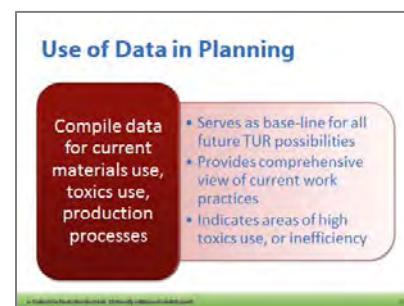 Use of Data in Planning
Compile data
for current
materials use,
toxics use,
production
processes
• Serves as base-line for all
future TUR possibilities
• Provides comprehensive
view of current work
practices
• Indicates areas of high
toxics use, or inefficiency